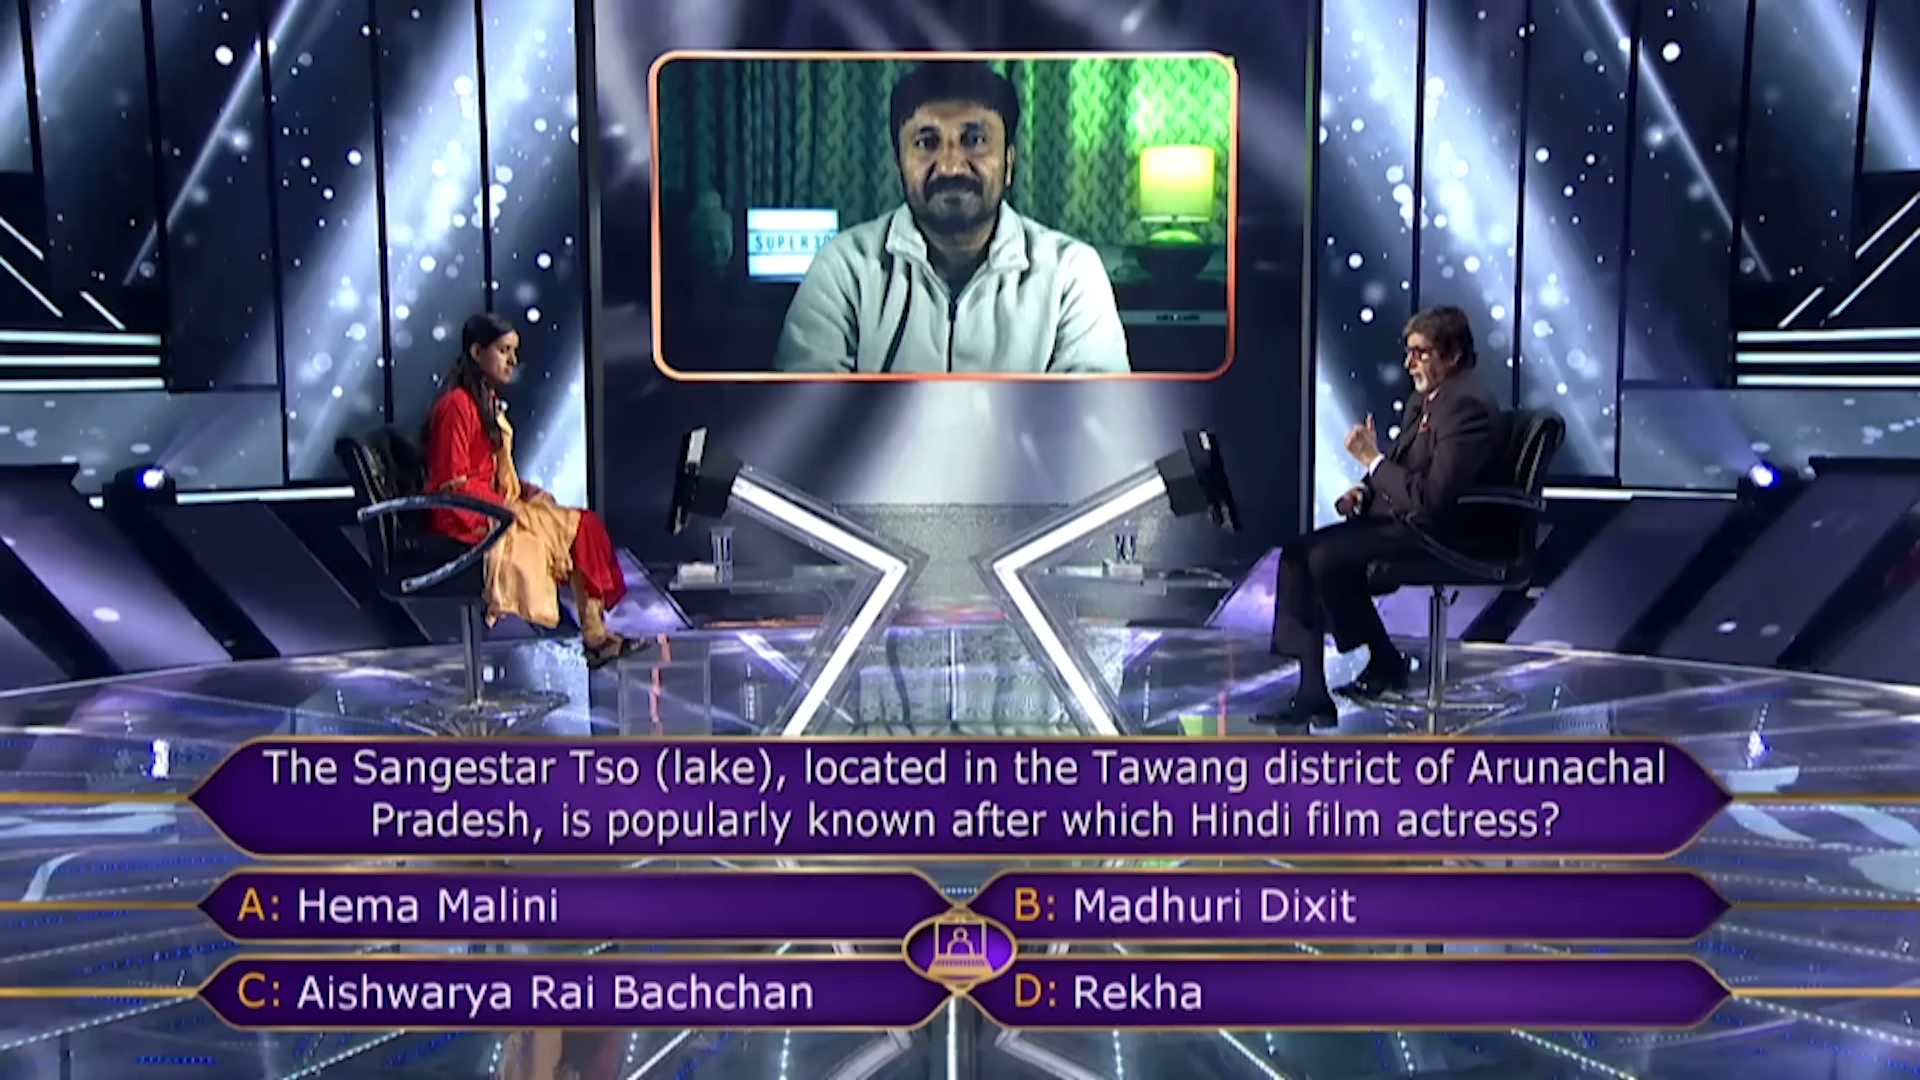 SUPER30
The Sangestar Tso (lake), located in the Tawang district of Arunachal
Pradesh, is popularly known after which Hindi film actress?
A: Hema Malini
B: Madhuri Dixit
C: Aishwarya Rai Bachchan
D: Rekha